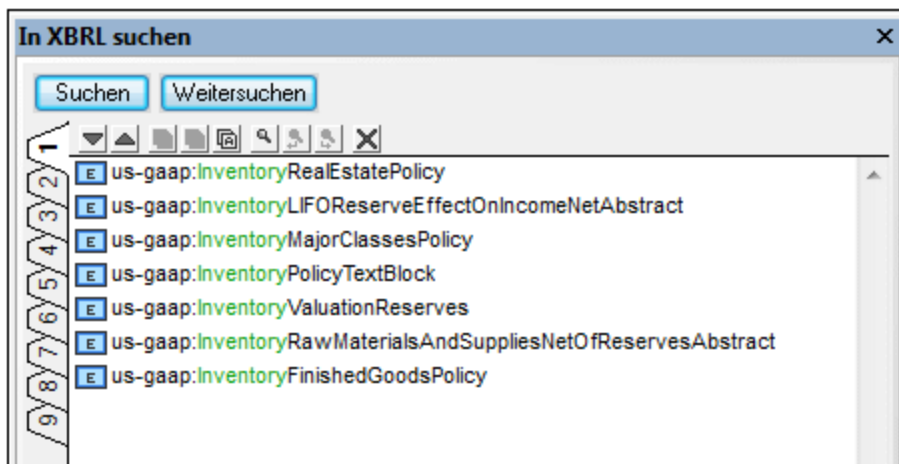 In XBRL suchen
Suchen Weitersuchen
1
2
3
4
5
6
7
8
9
E us-gaap:InventoryRealEstatePolicy
E us-gaap:InventoryLIFOReserveEffectOnIncomeNetAbstract
E us-gaap:InventoryMajorClassesPolicy
E us-gaap:InventoryPolicyTextBlock
E us-gaap:InventoryValuationReserves
E us-gaap:InventoryRawMaterialsAndSuppliesNetOfReservesAbstract
E us-gaap:InventoryFinishedGoodsPolicy